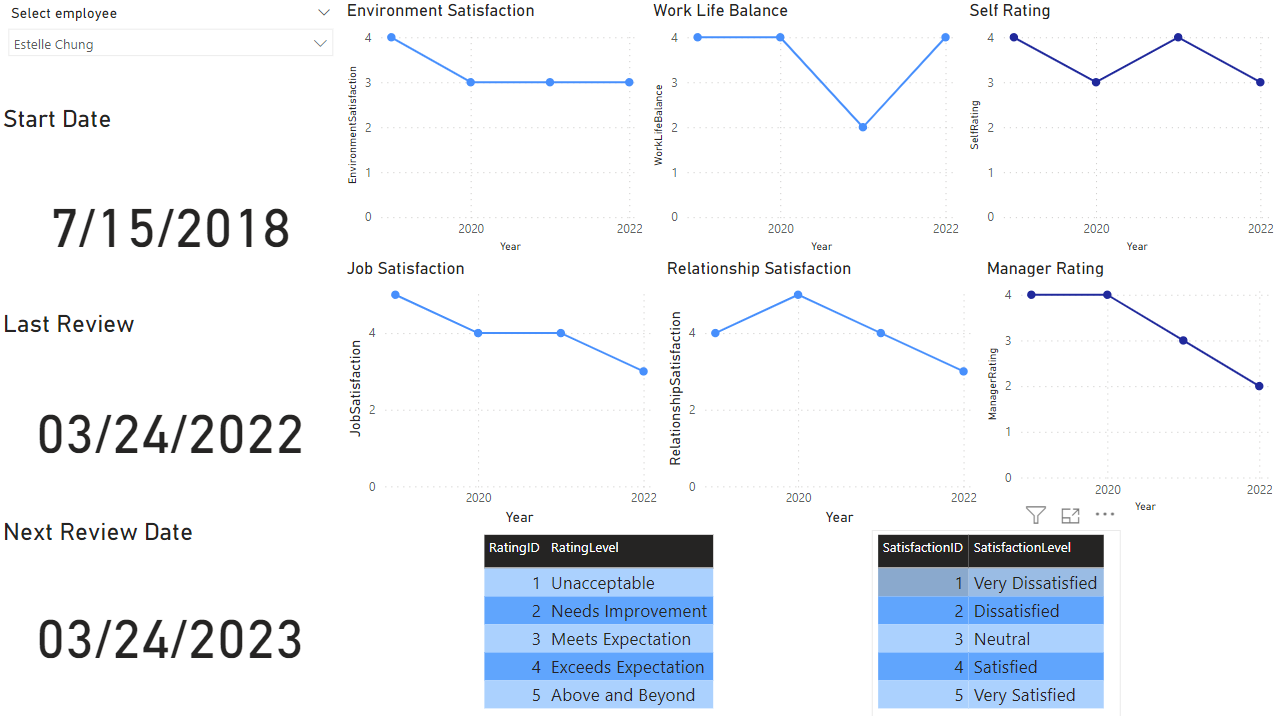 Select employee
Estelle Chung
Start Date
7/15/2018
Last Review
03/24/2022
Next Review Date
03/24/2023
Environment Satisfaction
EnvironmentSatisfaction
4
3
2
1
0
2020 2022
Year
Work Life Balance
WorkLifeBalance
4
3
2
1
0
2020 2022
Year
Self Rating
SelfRating
4
3
2
1
0
2020 2022
Year
Job Satisfaction
JobSatisfaction
4
2
0
2020 2022
Year
Relationship Satisfaction
RelationshipSatisfaction
4
2
0
2020 2022
Year
Manager Rating
ManagerRating
4
3
2
1
0
2020 2022
Year
RatingID RatingLevel
1 Unacceptable
2 Needs Improvement
3 Meets Expectation
4 Exceeds Expectation
5 Above and Beyond
SatisfactionID SatisfactionLevel
1 Very Dissatisfied
2 Dissatisfied
3 Neutral
4 Satisfied
5 Very Satisfied